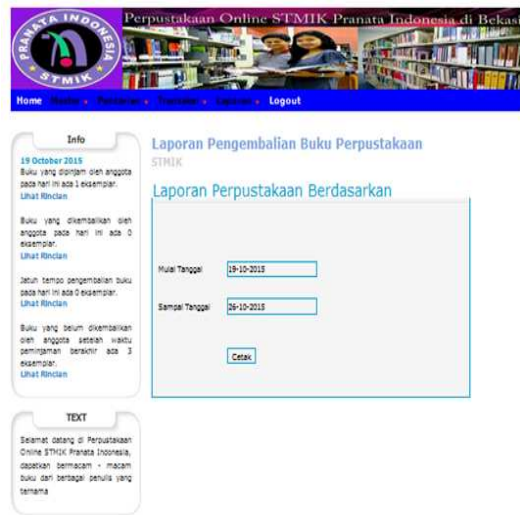 Perpustakaan Online STMIK Pranata Indonesia di Bekasi
PRANATA INDONESIA
STMIK
Home Master Pencarian Transaksi Laporan Logout
Info
19 October 2015
Buku yang dipinjam oleh anggota
pada hari ini ada 1 eksemplar.
Lihat Rincian
Buku yang dikembalikan oleh
anggota pada hari ini ada 0
eksemplar.
Lihat Rincian
Jatuh tempo pengembalian buku
pada hari ini ada 0 eksemplar.
Lihat Rincian
Buku yang belum dikembalikan
oleh anggota setelah waktu
peminjaman berakhir ada 3
eksemplar.
Lihat Rincian
TEXT
Selamat datang di Perpustakaan
Online STMIK Pranata Indonesia,
dapatkan bermacam - macam
buku dari berbagai penulis yang
ternama
Laporan Pengembalian Buku Perpustakaan
STMIK
Laporan Perpustakaan Berdasarkan
Mulai Tanggal 19-10-2015
Sampai Tanggal 26-10-2015
Cetak